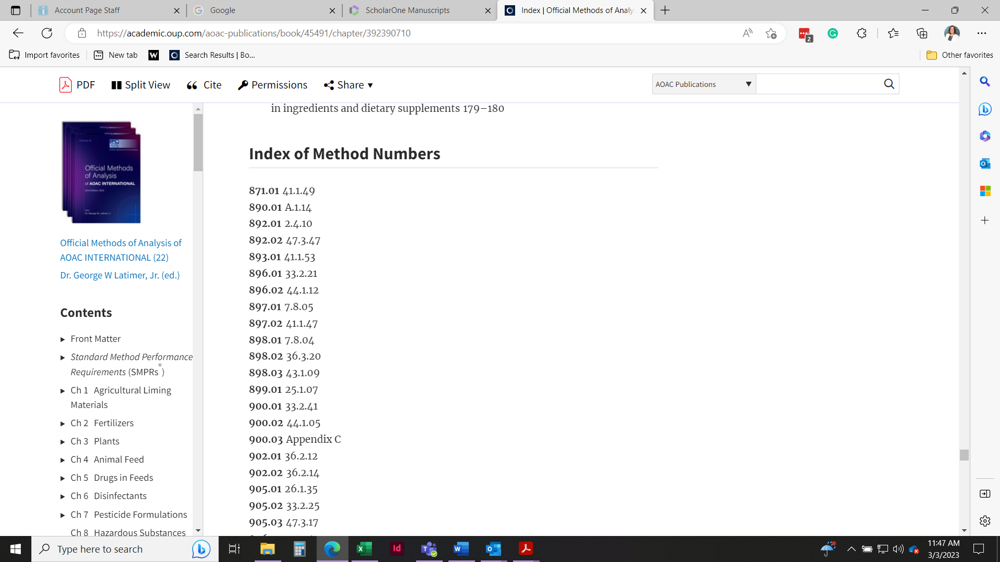 Account Page Staff
Google
ScholarOne Manuscripts
Index | Official Methods of Analy
https://academic.oup.com/aoac-publications/book/45491/chapter/392390710
2
Import favorites
New tab
W
Search Results | Bo...
Other favorites
PDF
Split View
Cite
Permissions
Share
AOAC Publications
Official Methods
of Analysis
of AOAC INTERNATIONAL
Official Methods of Analysis of
AOAC INTERNATIONAL (22)
Dr. George W Latimer, Jr. (ed.)
Contents
Front Matter
Standard Method Performance
Requirements (SMPRs®)
Ch 1 Agricultural Liming
Materials
Ch 2 Fertilizers
Ch 3 Plants
Ch 4 Animal Feed
Ch 5 Drugs in Feeds
Ch 6 Disinfectants
Ch 7 Pesticide Formulations
Ch 8 Hazardous Substances
in ingredients and dietary supplements 179–180
Index of Method Numbers
871.01 41.1.49
890.01 A.1.14
892.01 2.4.10
892.02 47.3.47
893.01 41.1.53
896.01 33.2.21
896.02 44.1.12
897.01 7.8.05
897.02 41.1.47
898.01 7.8.04
898.02 36.3.20
898.03 43.1.09
899.01 25.1.07
900.01 33.2.41
900.02 44.1.05
900.03 Appendix C
902.01 36.2.12
902.02 36.2.14
905.01 26.1.35
905.02 33.2.25
905.03 47.3.17
Type here to search
11:47 AM
3/3/2023